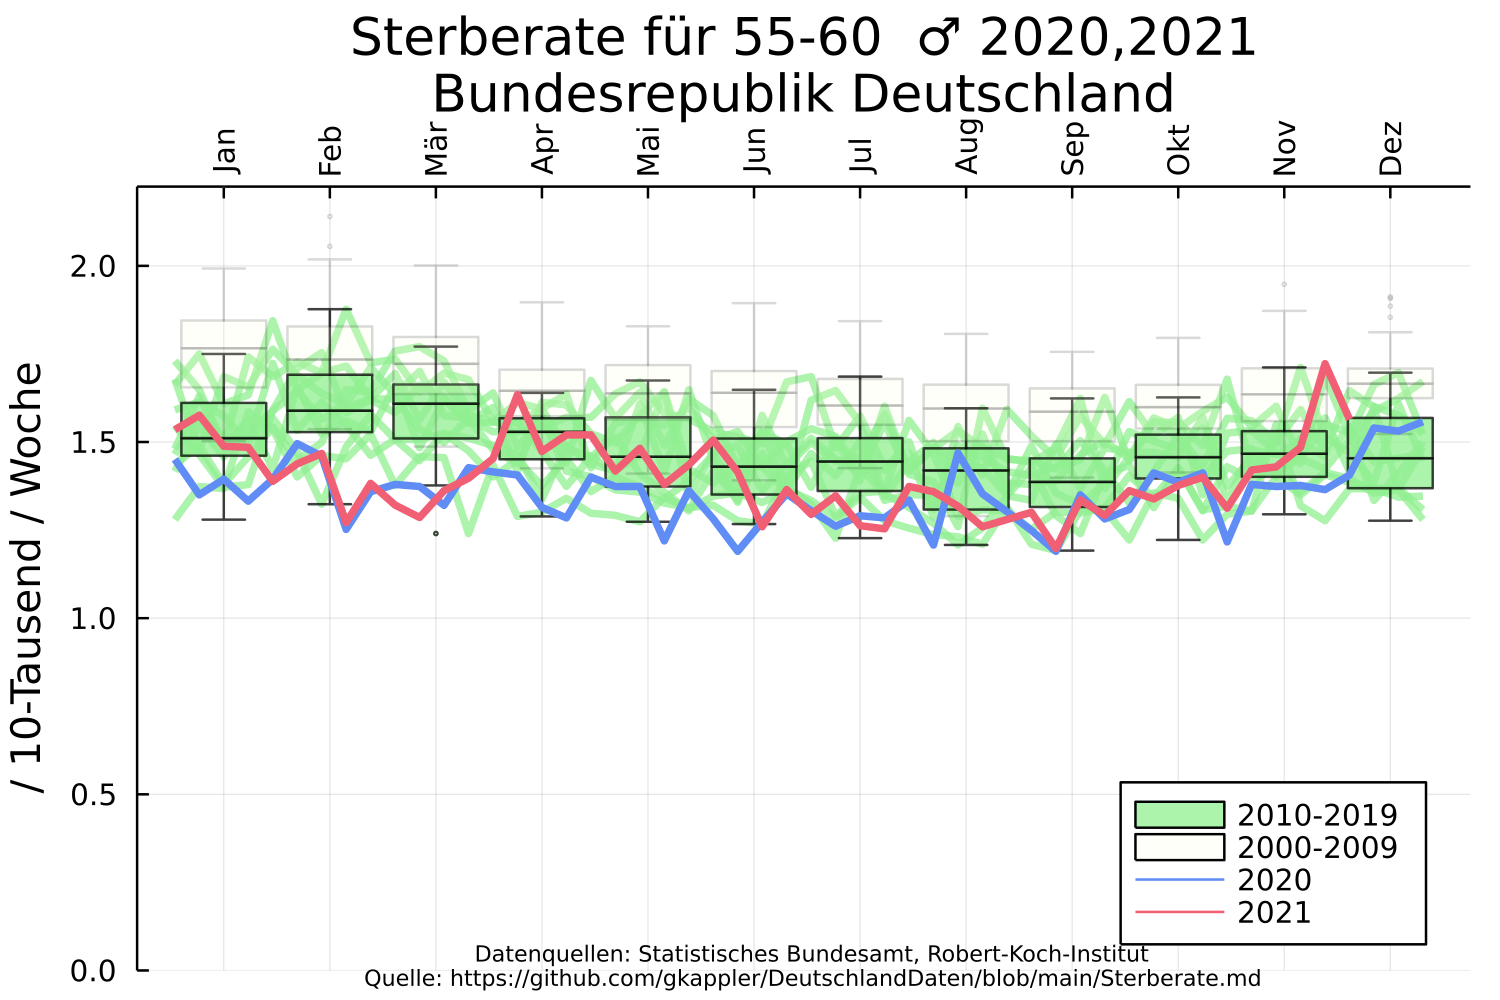 Sterberate für 55-60 ♂ 2020,2021
Bundesrepublik Deutschland
Jan
Feb
Mär
Apr
Mai
Jun
Jul
Aug
Sep
Okt
Nov
Dez
/ 10-Tausend / Woche
2.0
1.5
1.0
0.5
0.0
2010-2019
2000-2009
2020
2021
Datenquellen: Statistisches Bundesamt, Robert-Koch-Institut
Quelle: https://github.com/gkappler/DeutschlandDaten/blob/main/Sterberate.md